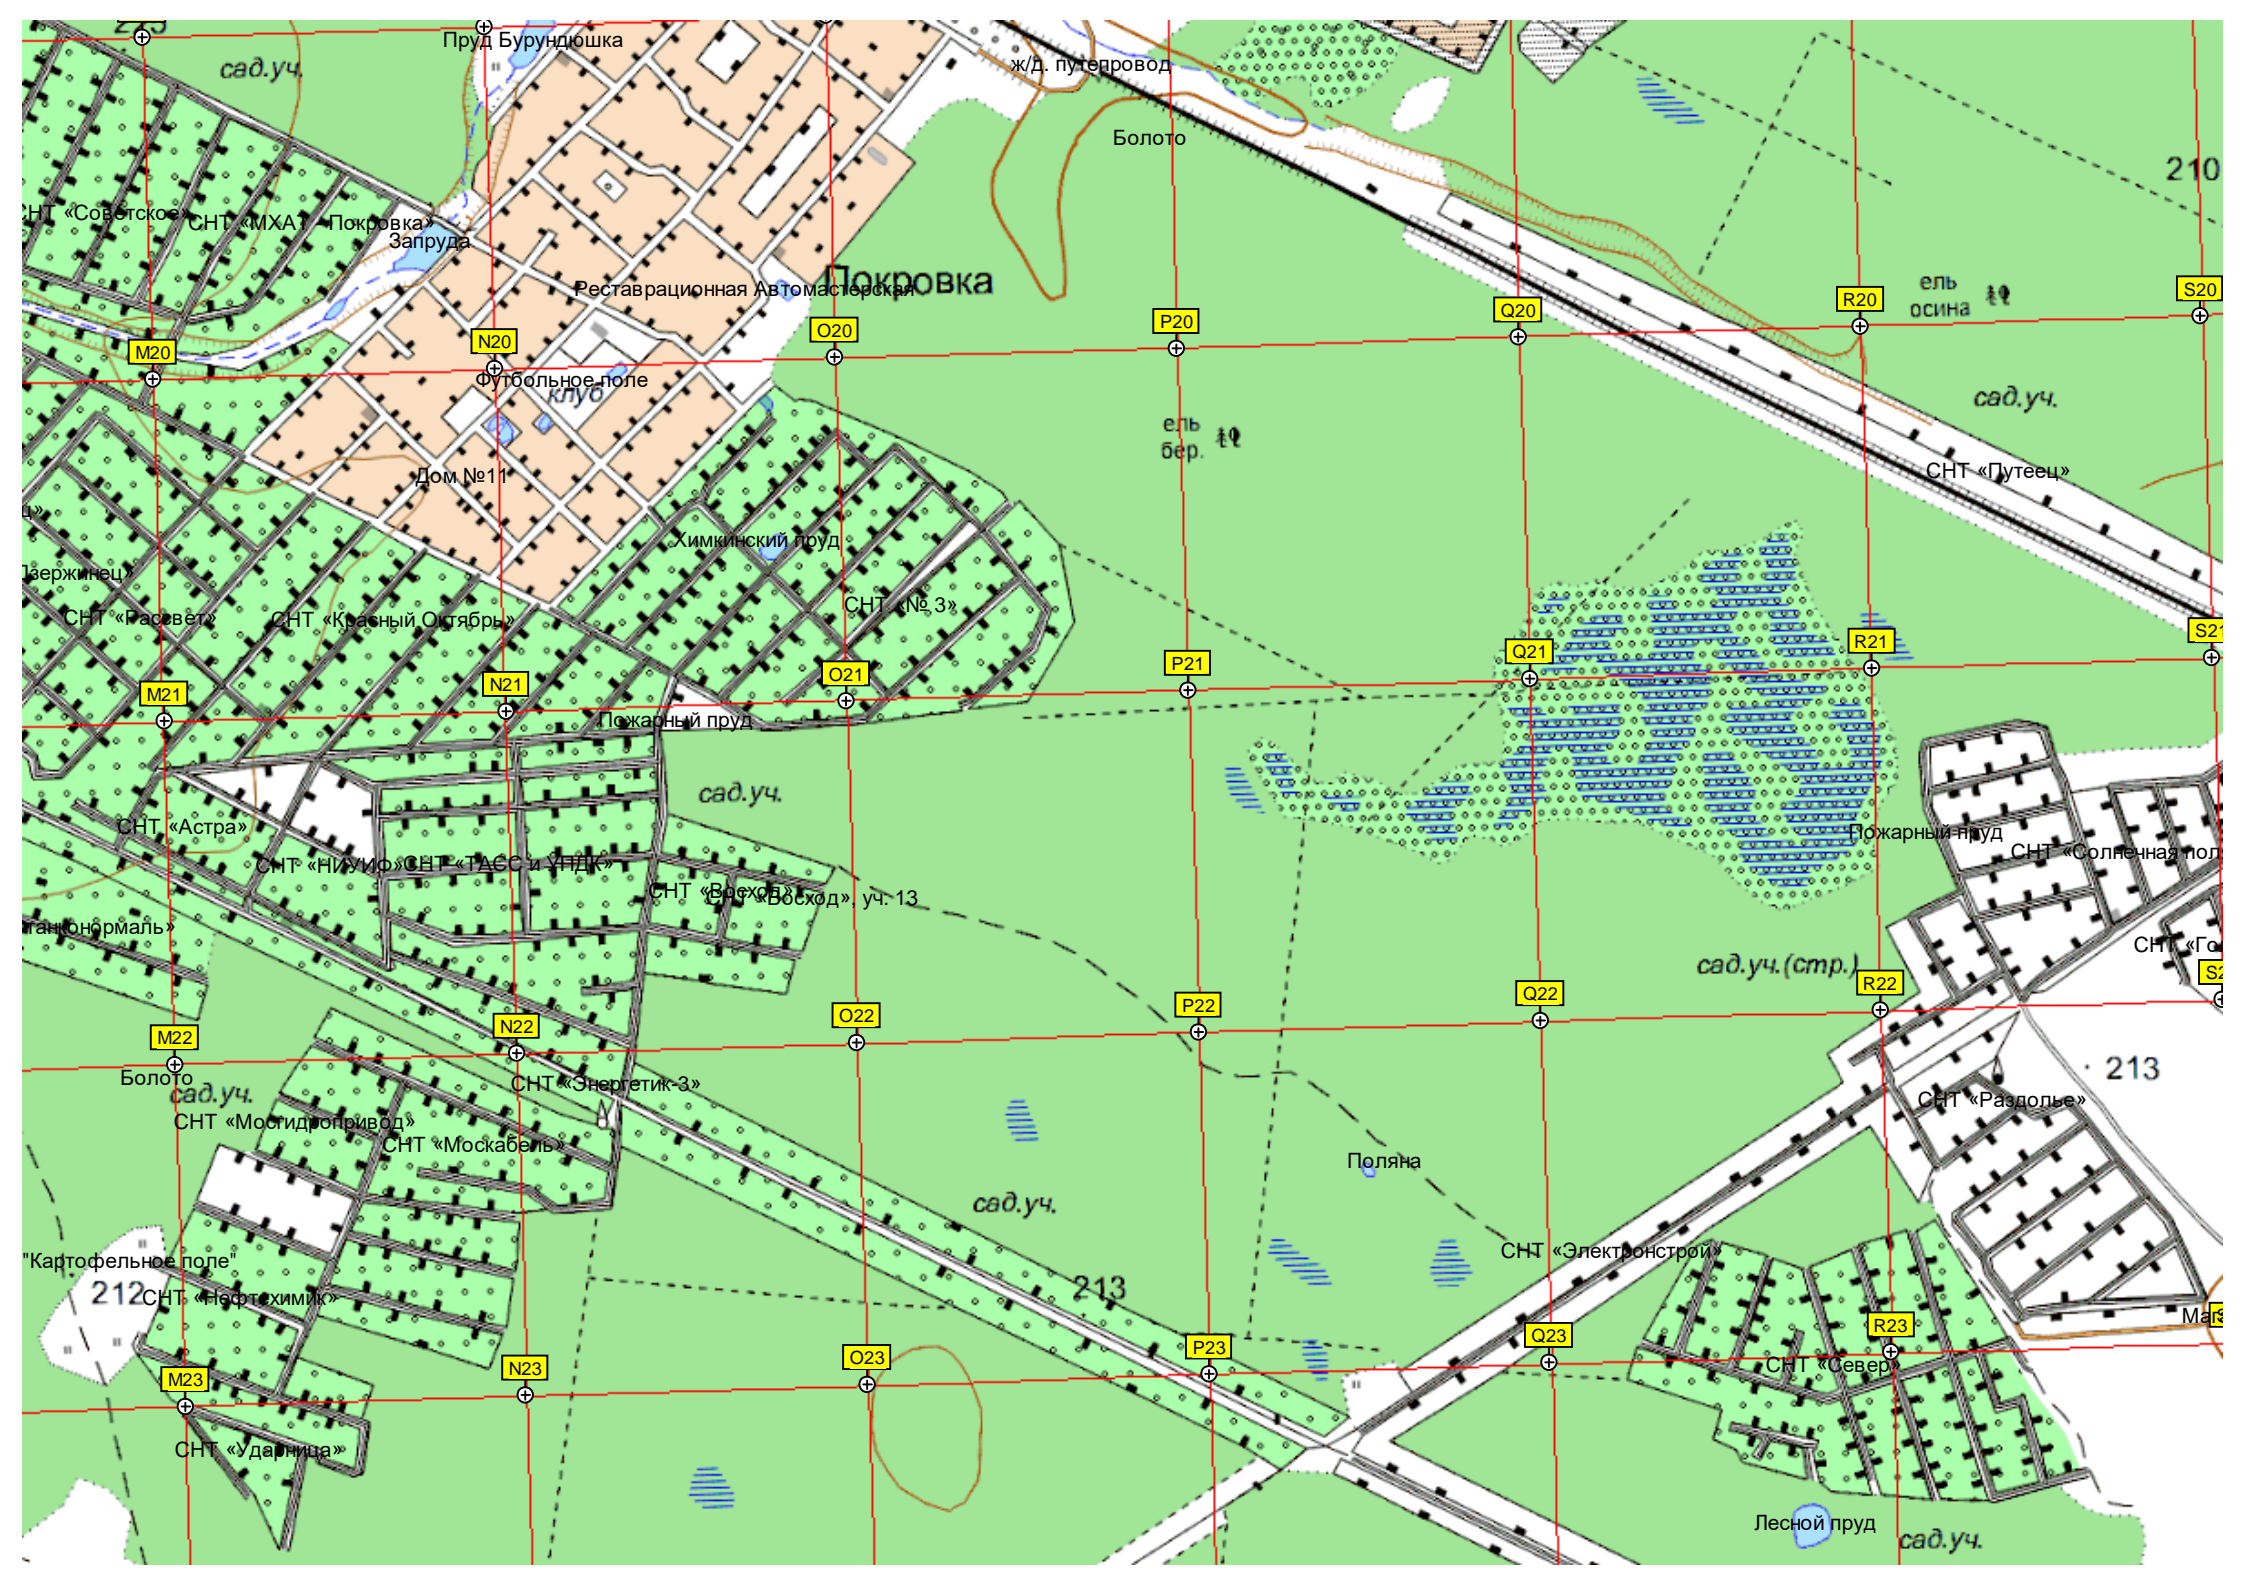 Пруд Бурундюшка
сад.уч.
ж/д. путепровод
Болото
210
СНТ «Советское»
СНТ «МХАТ - Покровка»
Запруда
Покровка
Реставрационная Автомастерская
ель
осина
S20
R20
Q20
P20
O20
N20
M20
Футбольное поле
клуб
сад.уч.
ель
бер.
Дом №11
СНТ «Путеец»
Химкинский пруд
СНТ «№ 3»
СНТ «Рассвет»
СНТ «Красный Октябрь»
S21
R21
Q21
P21
O21
N21
M21
Пожарный пруд
сад.уч.
СНТ «Астра»
СНТ «НИУИФ»
СНТ «ТАСС и УПДК»
СНТ «Восход»
СНТ «Восход», уч. 13
Пожарный пруд
СНТ «Солнечная пол
СНТ «Го
сад.уч.(стр.)
R22
Q22
P22
O22
N22
M22
Болото
сад.уч.
СНТ «Энергетик-3»
213
СНТ «Раздолье»
СНТ «Мосгидропривод»
СНТ «Москабель»
Поляна
сад.уч.
СНТ «Электронстрой»
"Картофельное поле"
212
СНТ «Нефтехимик»
213
R23
Q23
P23
O23
N23
M23
СНТ «Север»
СНТ «Ударница»
Лесной пруд
сад.уч.